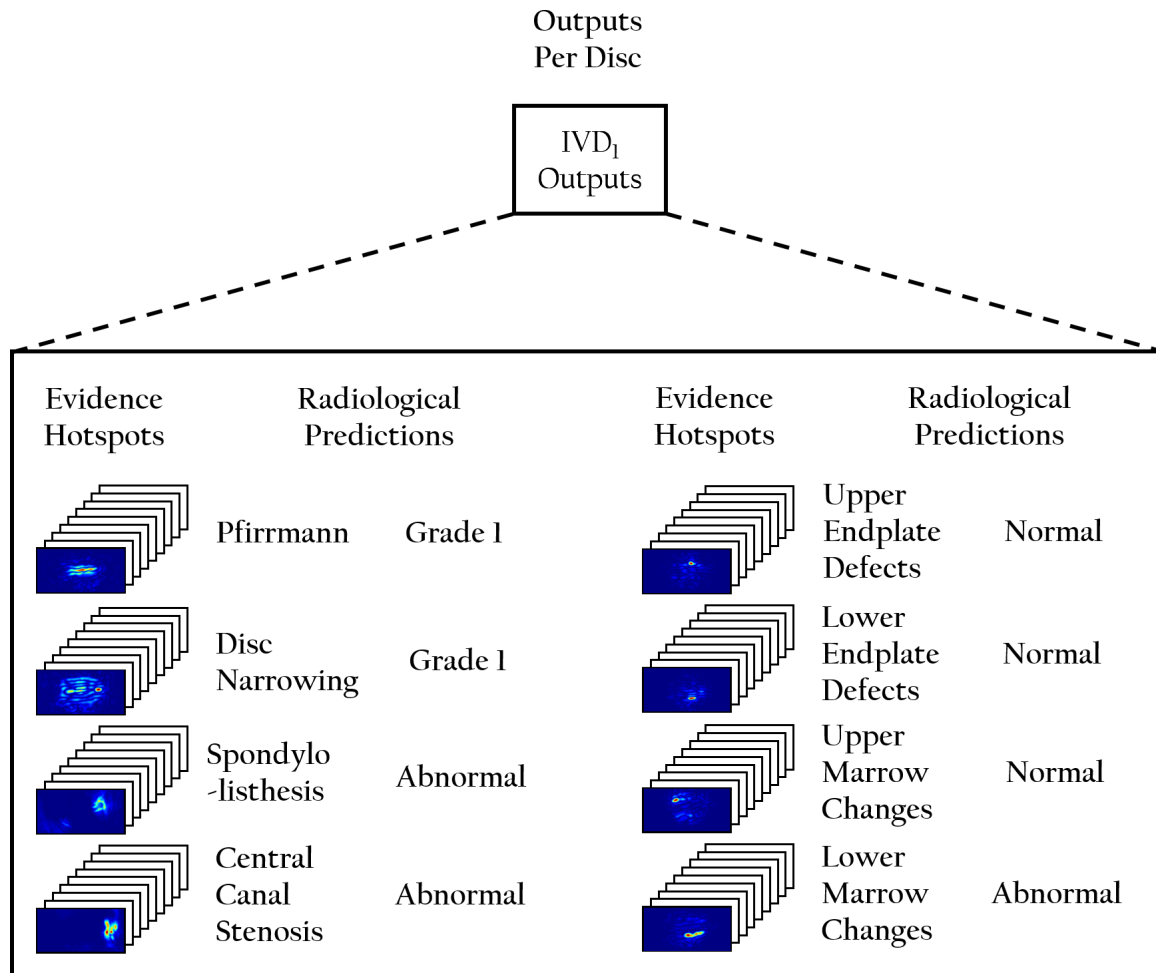 Outputs
Per Disc
IVD₁
Outputs
Evidence
Hotspots
Radiological
Predictions
Pfirrmann
Grade 1
Disc
Narrowing
Grade 1
Spondylo
-listhesis
Abnormal
Central
Canal
Stenosis
Abnormal
Evidence
Hotspots
Radiological
Predictions
Upper
Endplate
Defects
Normal
Lower
Endplate
Defects
Normal
Upper
Marrow
Changes
Normal
Lower
Marrow
Changes
Abnormal